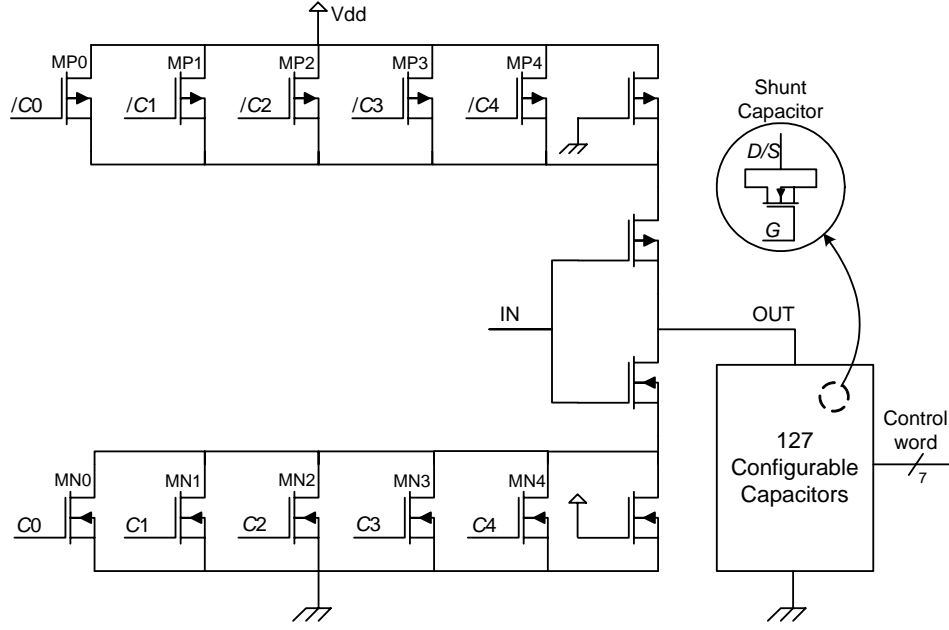 Vdd
MP0
MP1
MP2
MP3
MP4
/C0
/C1
/C2
/C3
/C4
Shunt
Capacitor
D/S
G
IN
OUT
127
Configurable
Capacitors
Control
word
7
MN0
MN1
MN2
MN3
MN4
C0
C1
C2
C3
C4